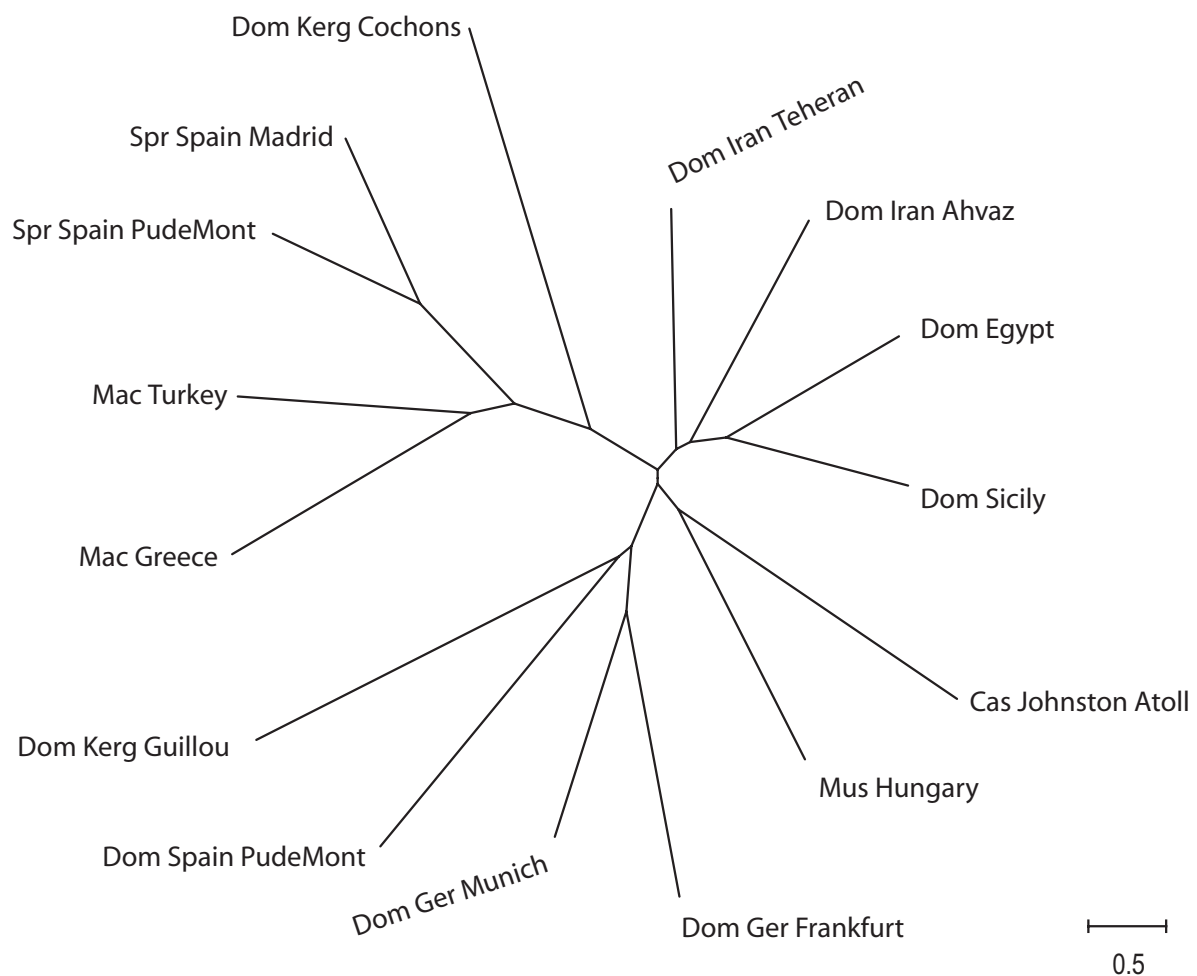 Dom Kerg Cochons
Dom Iran Teheran
Spr Spain Madrid
Dom Iran Ahvaz
Spr Spain PudeMont
Dom Egypt
Mac Turkey
Dom Sicily
Mac Greece
Cas Johnston Atoll
Dom Kerg Guillou
Mus Hungary
Dom Spain PudeMont
Dom Ger Munich
Dom Ger Frankfurt
0.5